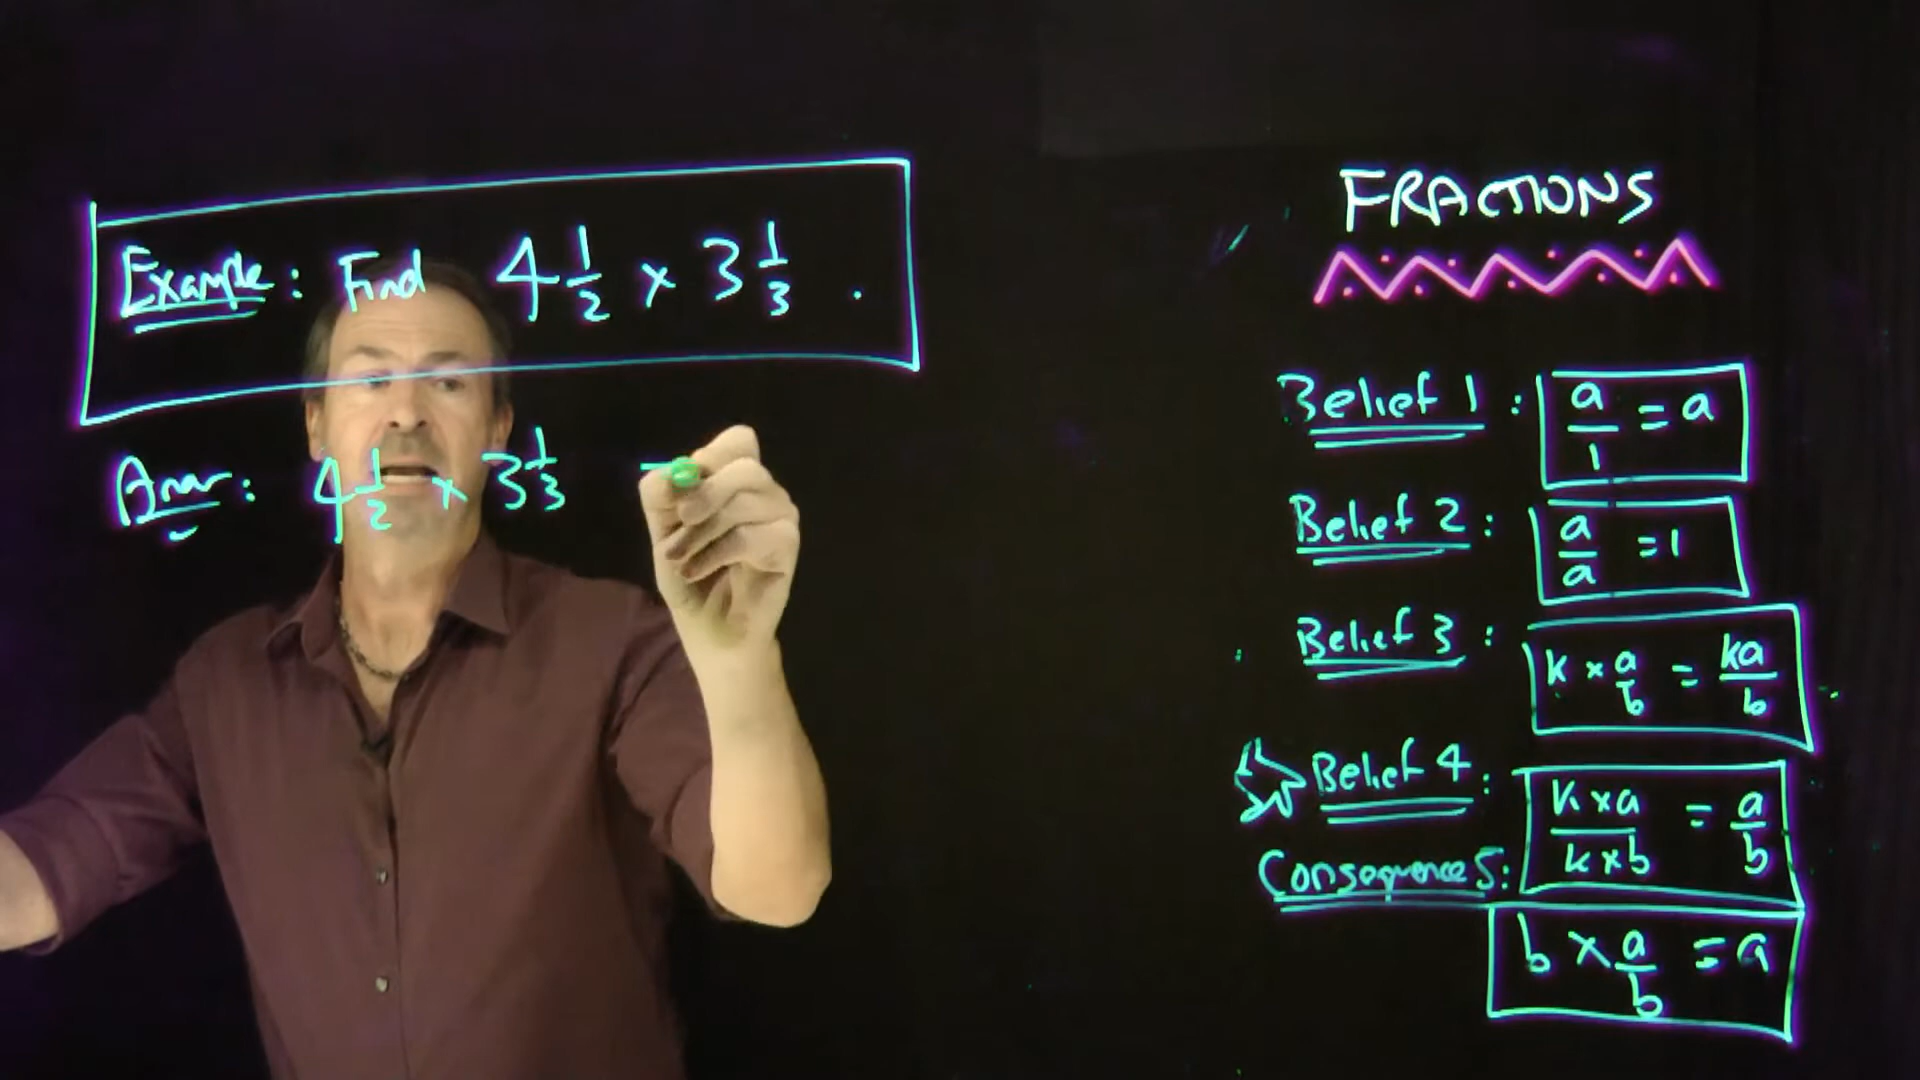 Example: Find 4 1/2 x 3 1/3 .
Answer: 4 1/2 x 3 1/3 =
FRACTIONS
Belief 1: a/1 = a
Belief 2: a/a = 1
Belief 3: k x a/b = ka/b
Belief 4: k x a / k x b = a/b
Consequence 5: b x a/b = a